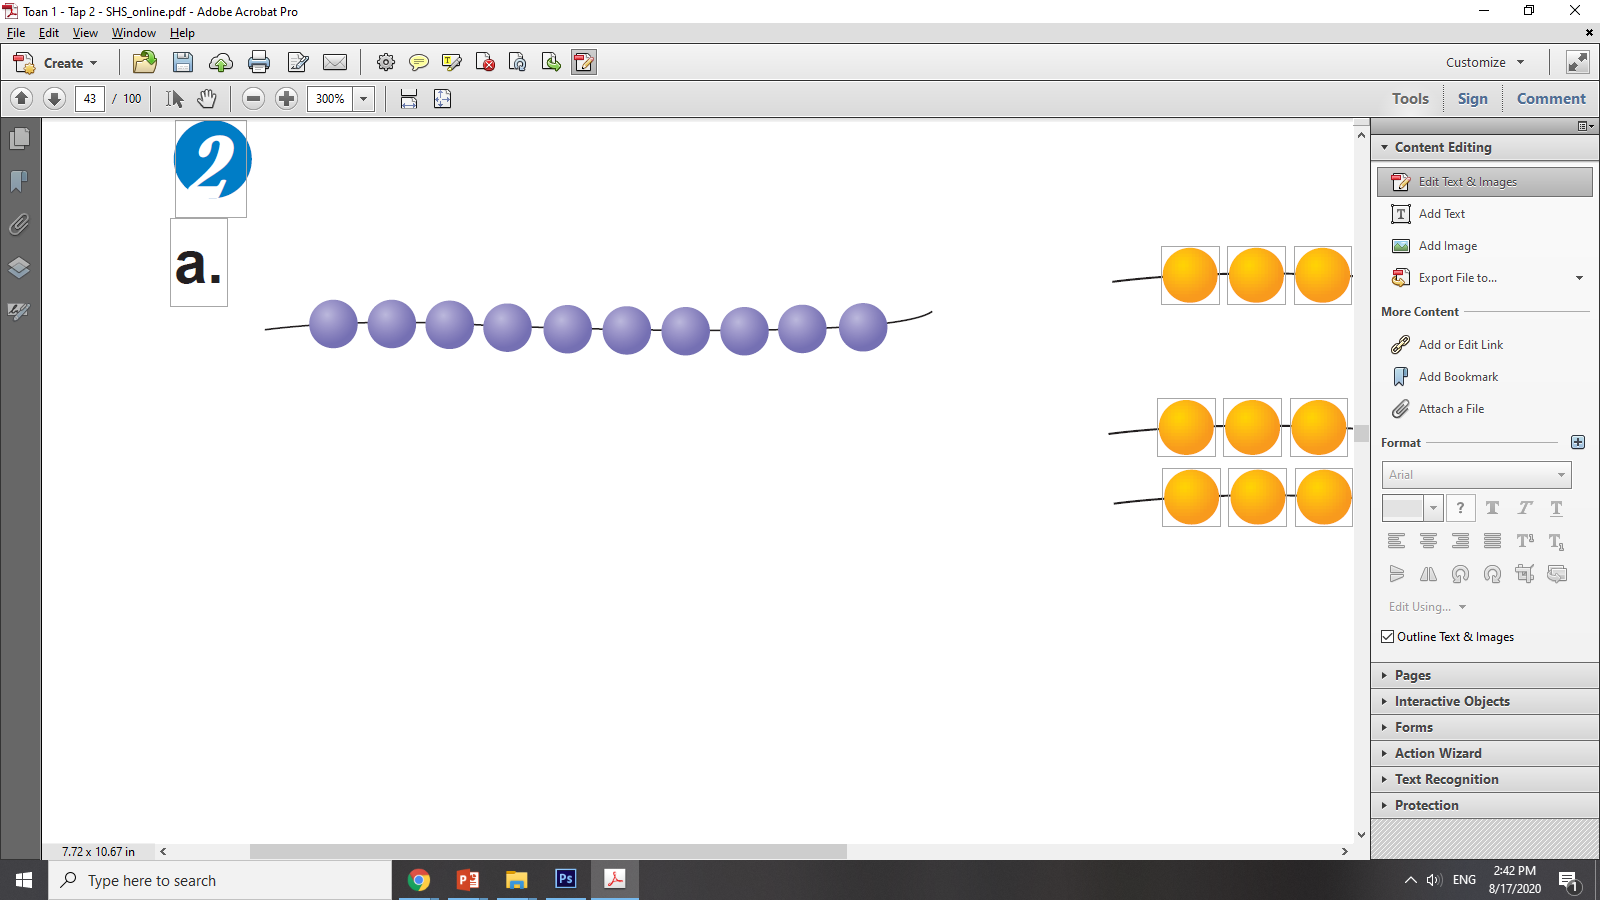 Toan 1 - Tap 2 - SHS_online.pdf - Adobe Acrobat Pro
File Edit View Window Help
Create Customize
43 / 100 300% Tools Sign Comment
2
a.
Content Editing
Edit Text & Images
Add Text
Add Image
Export File to...
More Content
Add or Edit Link
Add Bookmark
Attach a File
Format
Arial
? T T T
T¹ T₁
Edit Using...
Outline Text & Images
Pages
Interactive Objects
Forms
Action Wizard
Text Recognition
Protection
7.72 x 10.67 in
Type here to search
Ps
ENG
2:42 PM
8/17/2020
1